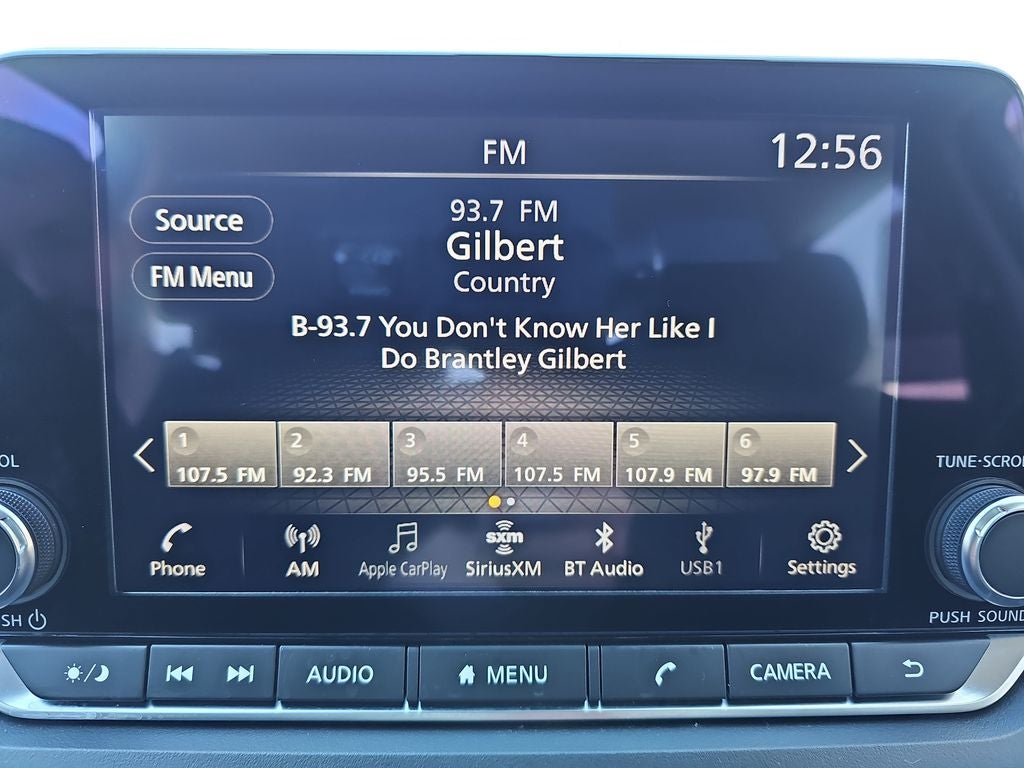 FM
12:56
Source
93.7 FM
Gilbert
FM Menu
Country
B-93.7 You Don't Know Her Like I
Do Brantley Gilbert
1 2 3 4 5 6
107.5 FM 92.3 FM 95.5 FM 107.5 FM 107.9 FM 97.9 FM
OL
TUNE·SCRO
sxm
Phone AM Apple CarPlay SiriusXM BT Audio USB1 Settings
SH
PUSH SOUND
AUDIO MENU CAMERA